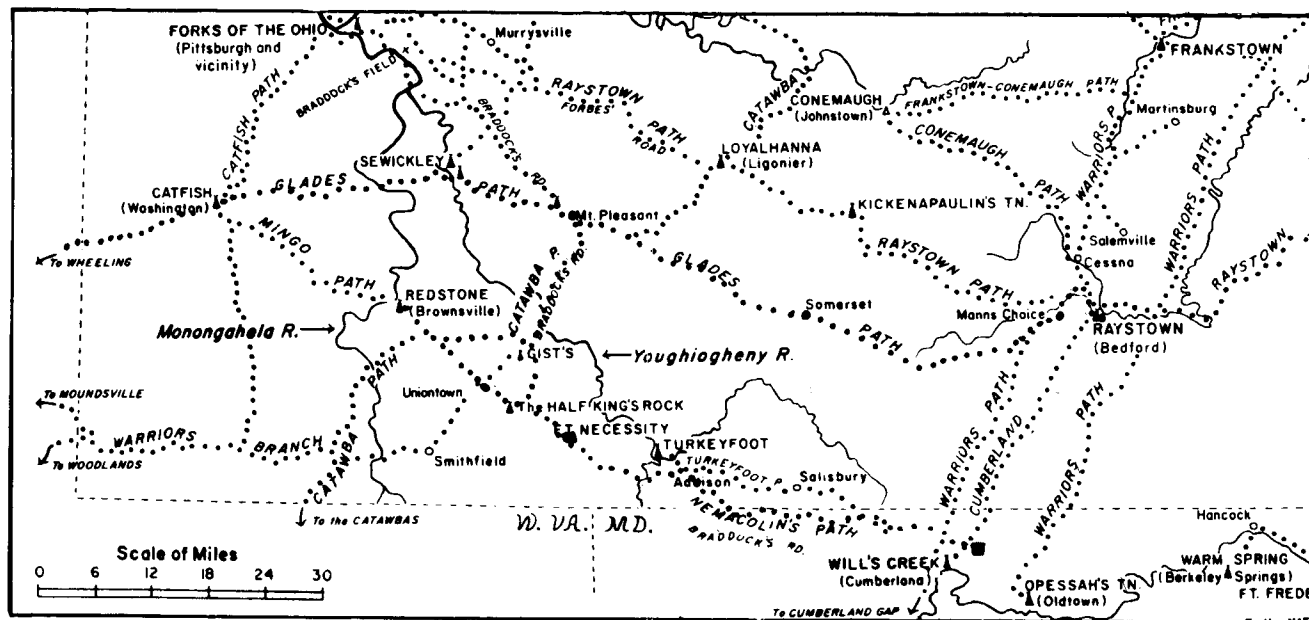 FORKS OF THE OHIO
(Pittsburgh and
vicinity)
Murrysville
FRANKSTOWN
CATFISH PATH
BRADDOCK'S FIELD
RAYSTOWN
PATH
FORBES'
ROAD
BRADDOCK'S RD.
CATAWBA
CONEMAUGH
(Johnstown)
FRANKSTOWN-CONEMAUGH PATH
Martinsburg
CONEMAUGH
PATH
WARRIORS P.
WARRIORS
PATH
LOYALHANNA
(Ligonier)
SEWICKLEY
CATFISH
(Washington)
GLADES
PATH
Mt. Pleasant
KICKENAPAULIN'S TN.
WARRIORS PATH
Salemville
Cessna
To WHEELING
MINGO
PATH
RAYSTOWN
PATH
RAYSTOWN
GLADES
PATH
CATAWBA P.
BRADDOCK'S RD.
REDSTONE
(Brownsville)
Somerset
Manns Choice
RAYSTOWN
(Bedford)
Monongahela R.
GIST'S
Youghiogheny R.
CATAWBA
PATH
To MOUNDSVILLE
Uniontown
The HALF KING'S ROCK
FT. NECESSITY
WARRIORS
BRANCH
To WOODLANDS
Smithfield
TURKEYFOOT
TURKEYFOOT P.
Addison
Salisbury
WARRIORS
PATH
CUMBERLAND
WARRIORS
PATH
To the CATAWBAS
W. VA.
MD.
NEMACOLIN'S
PATH
BRADDUCK'S RD.
Hancock
Scale of Miles
0 6 12 18 24 30
WILL'S CREEK
(Cumberland)
WARM SPRING
(Berkeley Springs)
FT. FREDE
OPESSAH'S TN.
(Oldtown)
To CUMBERLAND GAP